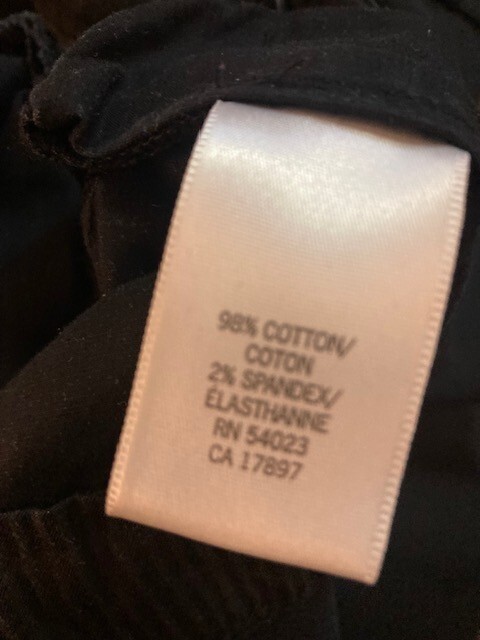 98% COTTON/
COTON
2% SPANDEX/
ÉLASTHANNE
RN 54023
CA 17897